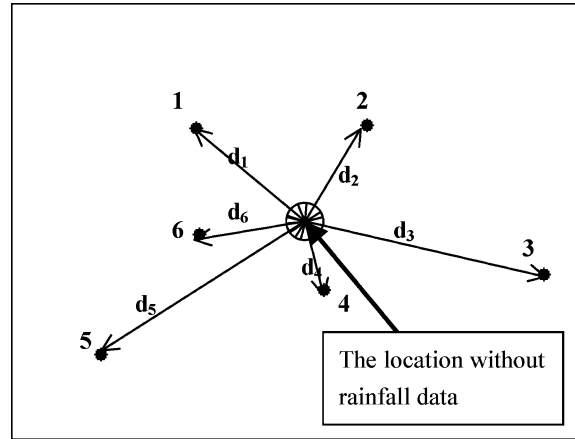 1
2
d₁
d₂
d₆
d₃
6
3
d₄
4
d₅
5
The location without
rainfall data